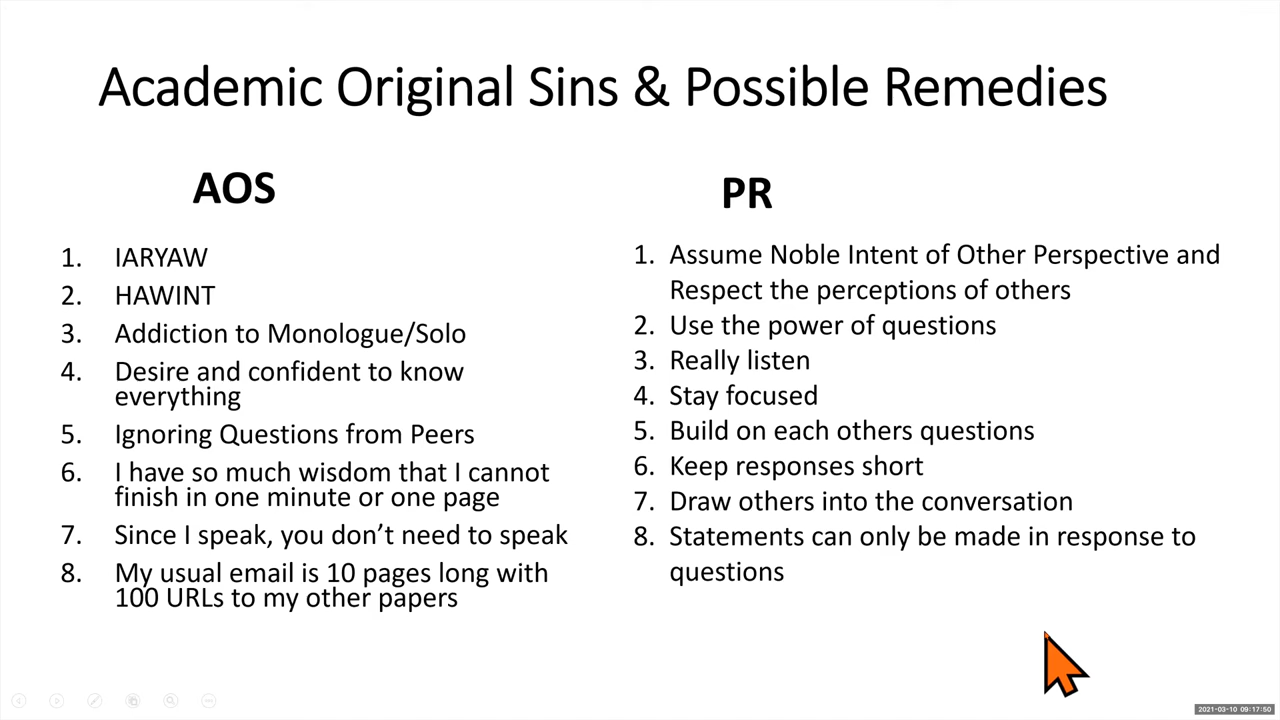 Academic Original Sins & Possible Remedies
AOS
1. IARYAW
2. HAWINT
3. Addiction to Monologue/Solo
4. Desire and confident to know
everything
5. Ignoring Questions from Peers
6. I have so much wisdom that I cannot
finish in one minute or one page
7. Since I speak, you don’t need to speak
8. My usual email is 10 pages long with
100 URLs to my other papers
PR
1. Assume Noble Intent of Other Perspective and
Respect the perceptions of others
2. Use the power of questions
3. Really listen
4. Stay focused
5. Build on each others questions
6. Keep responses short
7. Draw others into the conversation
8. Statements can only be made in response to
questions
2021-03-10 09:17:50